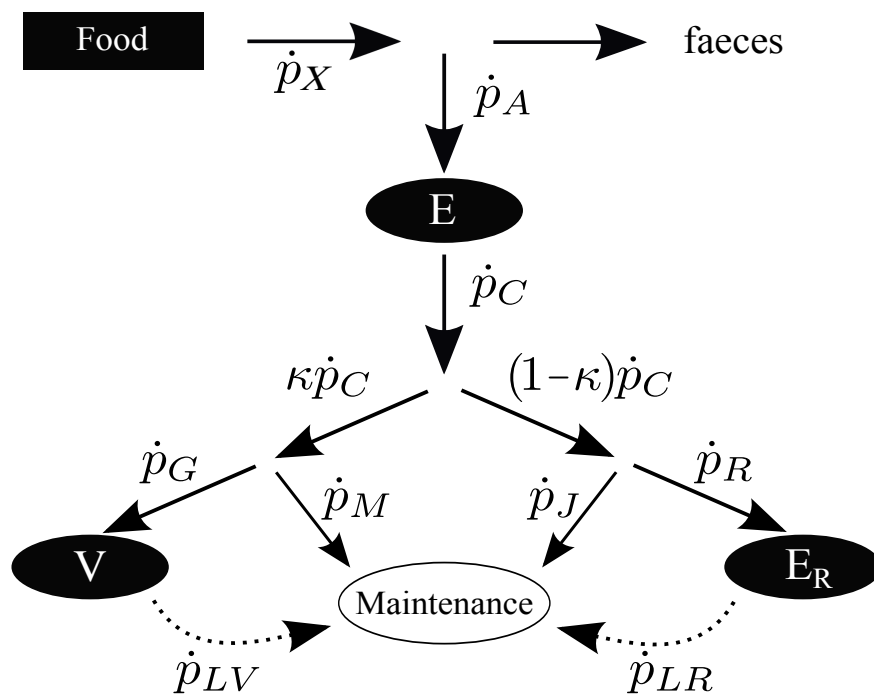 Food
faeces
ṗ_X
ṗ_A
E
ṗ_C
κṗ_C
(1-κ)ṗ_C
ṗ_G
ṗ_R
ṗ_M
ṗ_J
V
E_R
Maintenance
ṗ_LV
ṗ_LR